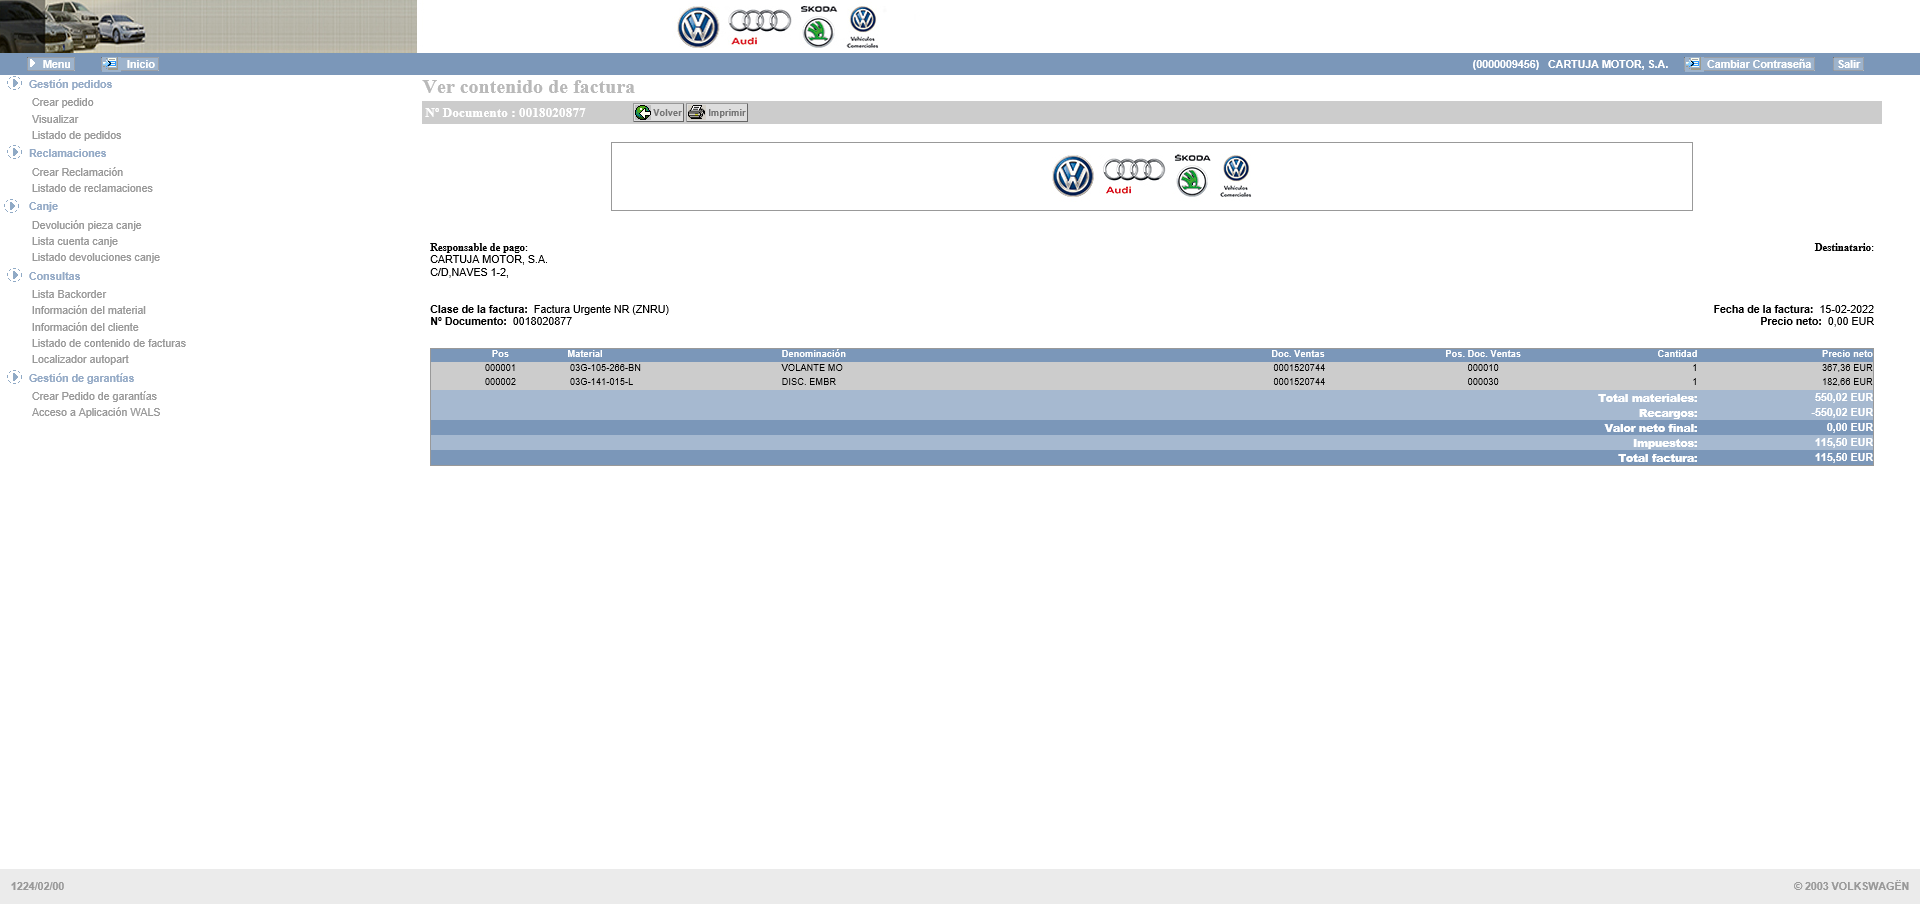 Audi
ŠKODA
Vehículos
Comerciales
Menu Inicio (0000009456) CARTUJA MOTOR, S.A. Cambiar Contraseña Salir
Gestión pedidos
Crear pedido
Visualizar
Listado de pedidos
Reclamaciones
Crear Reclamación
Listado de reclamaciones
Canje
Devolución pieza canje
Lista cuenta canje
Listado devoluciones canje
Consultas
Lista Backorder
Información del material
Información del cliente
Listado de contenido de facturas
Localizador autopart
Gestión de garantías
Crear Pedido de garantías
Acceso a Aplicación WALS
Ver contenido de factura
Nº Documento : 0018020877 Volver Imprimir
Audi
ŠKODA
Vehículos
Comerciales
Responsable de pago: Destinatario:
CARTUJA MOTOR, S.A.
C/D,NAVES 1-2,
Clase de la factura: Factura Urgente NR (ZNRU) Fecha de la factura: 15-02-2022
Nº Documento: 0018020877 Precio neto: 0,00 EUR
Pos Material Denominación Doc. Ventas Pos. Doc. Ventas Cantidad Precio neto
000001 03G-105-266-BN VOLANTE MO 0001520744 000010 1 367,36 EUR
000002 03G-141-015-L DISC. EMBR 0001520744 000030 1 182,66 EUR
Total materiales: 550,02 EUR
Recargos: -550,02 EUR
Valor neto final: 0,00 EUR
Impuestos: 115,50 EUR
Total factura: 115,50 EUR
1224/02/00 © 2003 VOLKSWAGËN